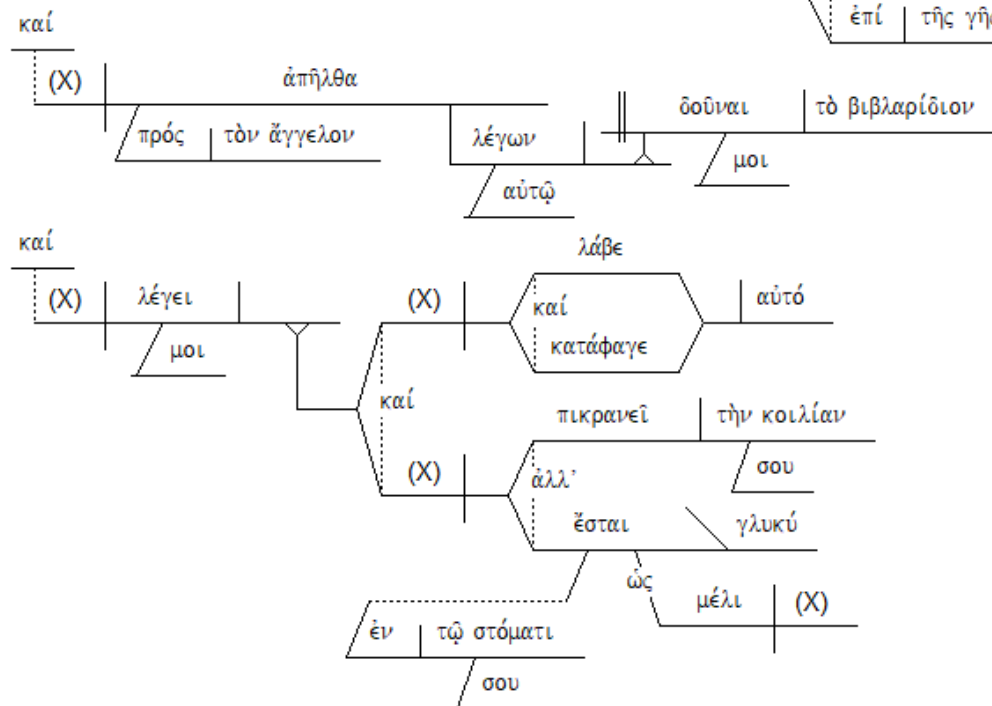 ἐπί τῆς γῆς
καί
(X) ἀπῆλθα
πρός τὸν ἄγγελον
λέγων
αὐτῷ
δοῦναι τὸ βιβλαρίδιον
μοι
καί
(X) λέγει
μοι
καί
(X) λάβε
καί
κατάφαγε
αὐτό
(X) πικρανεῖ τὴν κοιλίαν
σου
ἀλλ'
ἔσται γλυκύ
ὡς
μέλι (X)
ἐν τῷ στόματι
σου